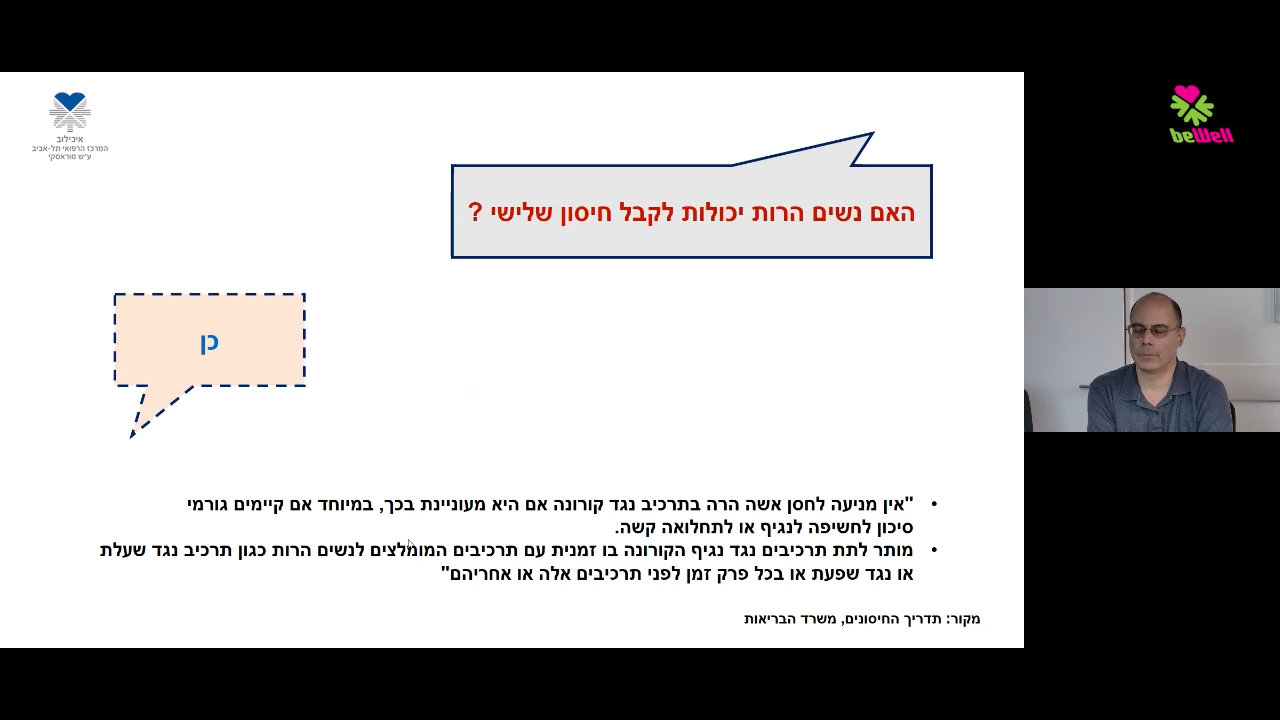 איכילוב
המרכז הרפואי תל-אביב
ע"ש סוראסקי
beWell
האם נשים הרות יכולות לקבל חיסון שלישי ?
כן
• "אין מניעה לחסן אשה הרה בתרכיב נגד קורונה אם היא מעוניינת בכך, במיוחד אם קיימים גורמי
סיכון לחשיפה לנגיף או לתחלואה קשה.
• מותר לתת תרכיבים נגד נגיף הקורונה בו זמנית עם תרכיבים המומלצים לנשים הרות כגון תרכיב נגד שעלת
או נגד שפעת או בכל פרק זמן לפני תרכיבים אלה או אחריהם"
מקור: תדריך החיסונים, משרד הבריאות